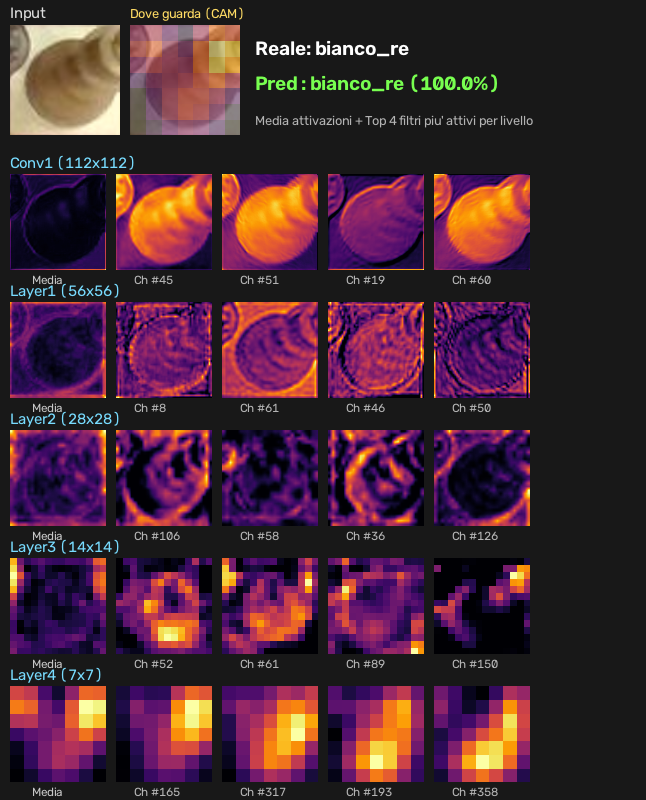 Input
Dove guarda (CAM)
Reale: bianco_re
Pred : bianco_re (100.0%)
Media attivazioni + Top 4 filtri piu' attivi per livello
Conv1 (112x112)
Media Ch #45 Ch #51 Ch #19 Ch #60
Layer1 (56x56)
Media Ch #8 Ch #61 Ch #46 Ch #50
Layer2 (28x28)
Media Ch #106 Ch #58 Ch #36 Ch #126
Layer3 (14x14)
Media Ch #52 Ch #61 Ch #89 Ch #150
Layer4 (7x7)
Media Ch #165 Ch #317 Ch #193 Ch #358